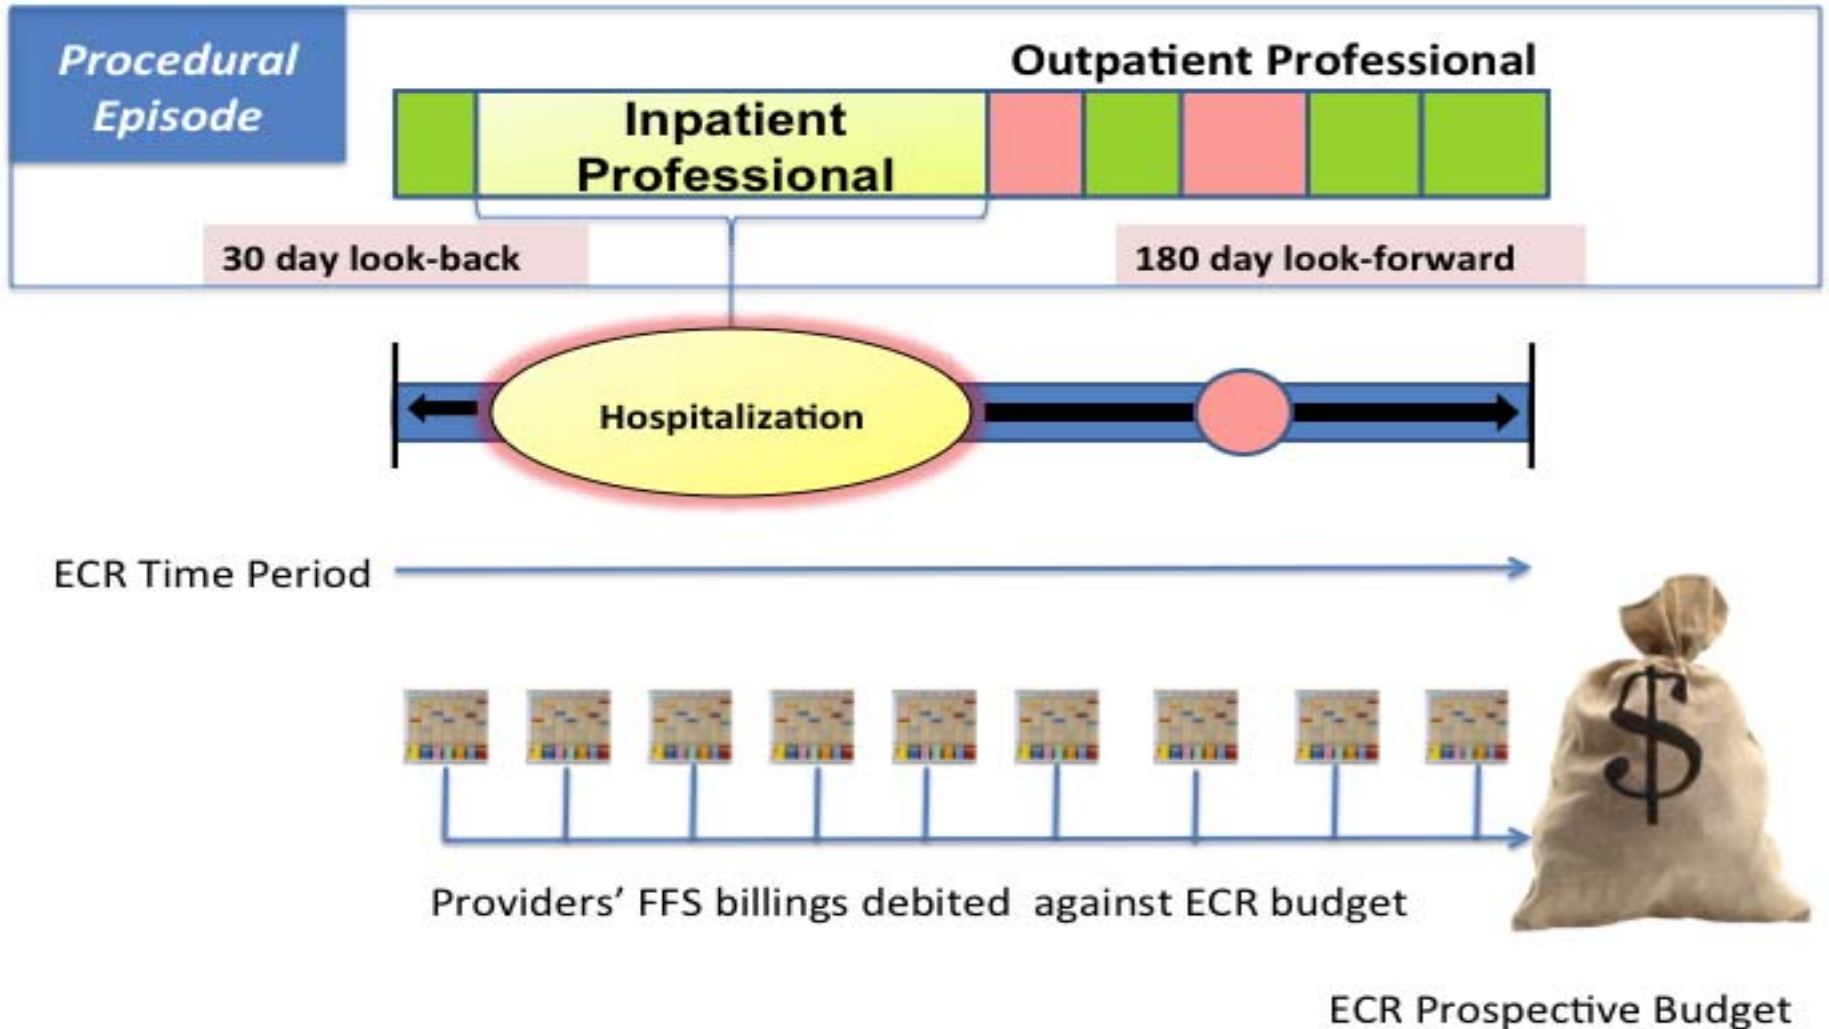 Procedural
Episode
Outpatient Professional
Inpatient
Professional
30 day look-back
180 day look-forward
Hospitalization
ECR Time Period
$
Providers’ FFS billings debited against ECR budget
ECR Prospective Budget